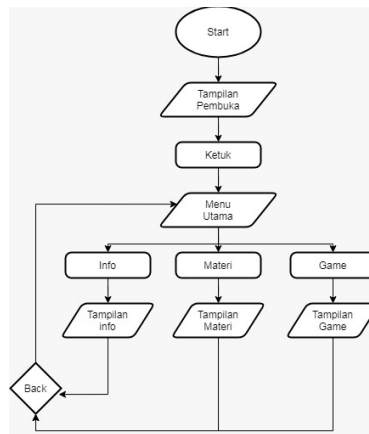 Start
Tampilan
Pembuka
Ketuk
Menu
Utama
Info
Materi
Game
Tampilan
info
Tampilan
Materi
Tampilan
Game
Back